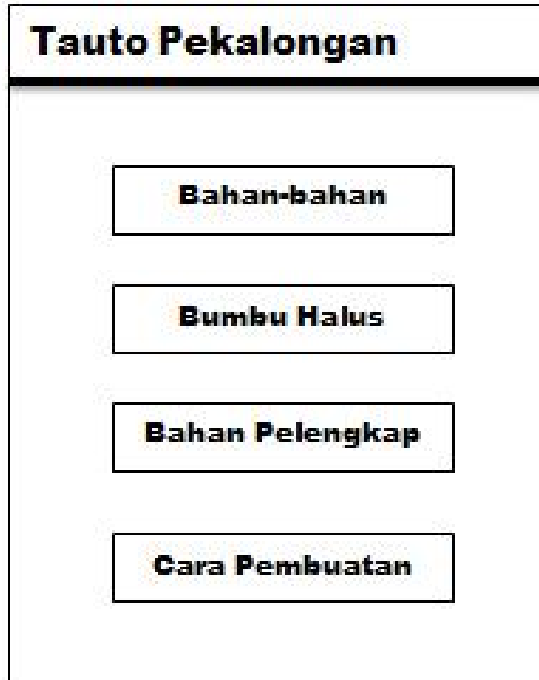 Tauto Pekalongan
Bahan-bahan
Bumbu Halus
Bahan Pelengkap
Cara Pembuatan